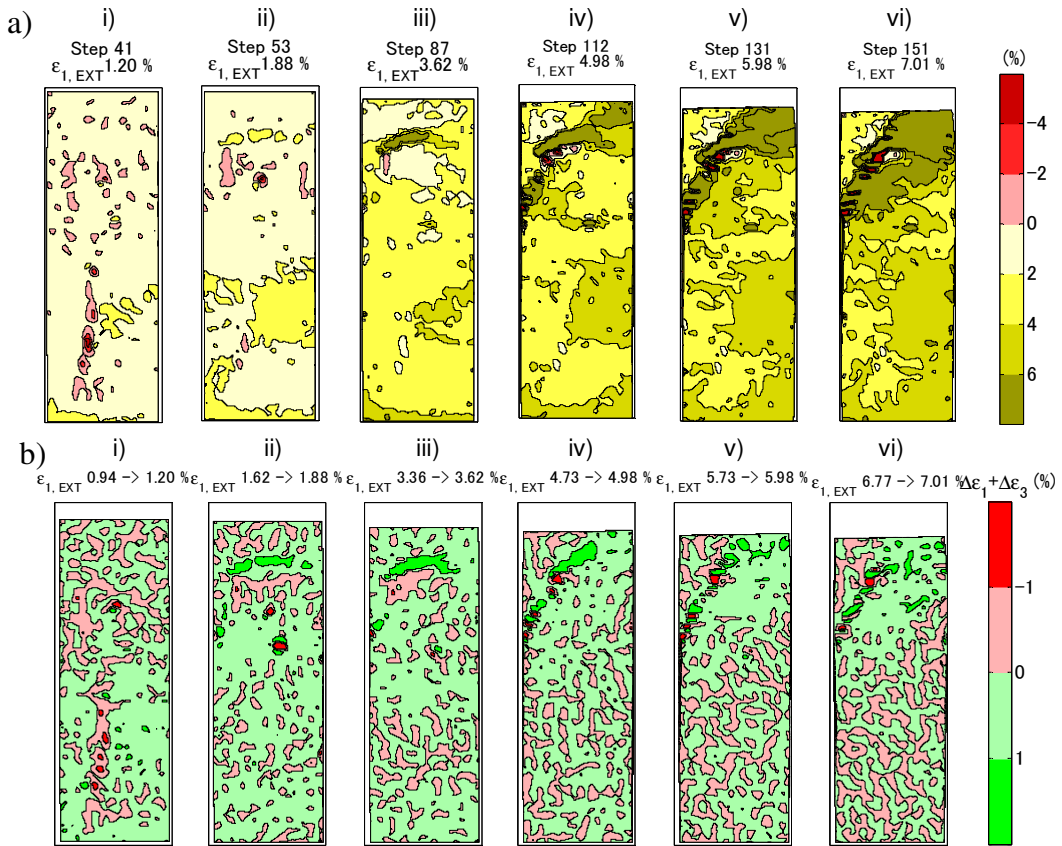 a)
i) ii) iii) iv) v) vi)
Step 41 Step 53 Step 87 Step 112 Step 131 Step 151 (%)
ε1, EXT 1.20 % ε1, EXT 1.88 % ε1, EXT 3.62 % ε1, EXT 4.98 % ε1, EXT 5.98 % ε1, EXT 7.01 %
-4
-2
0
2
4
6
b)
i) ii) iii) iv) v) vi)
ε1, EXT 0.94 -> 1.20 % ε1, EXT 1.62 -> 1.88 % ε1, EXT 3.36 -> 3.62 % ε1, EXT 4.73 -> 4.98 % ε1, EXT 5.73 -> 5.98 % ε1, EXT 6.77 -> 7.01 % Δε1+Δε3 (%)
-1
0
1